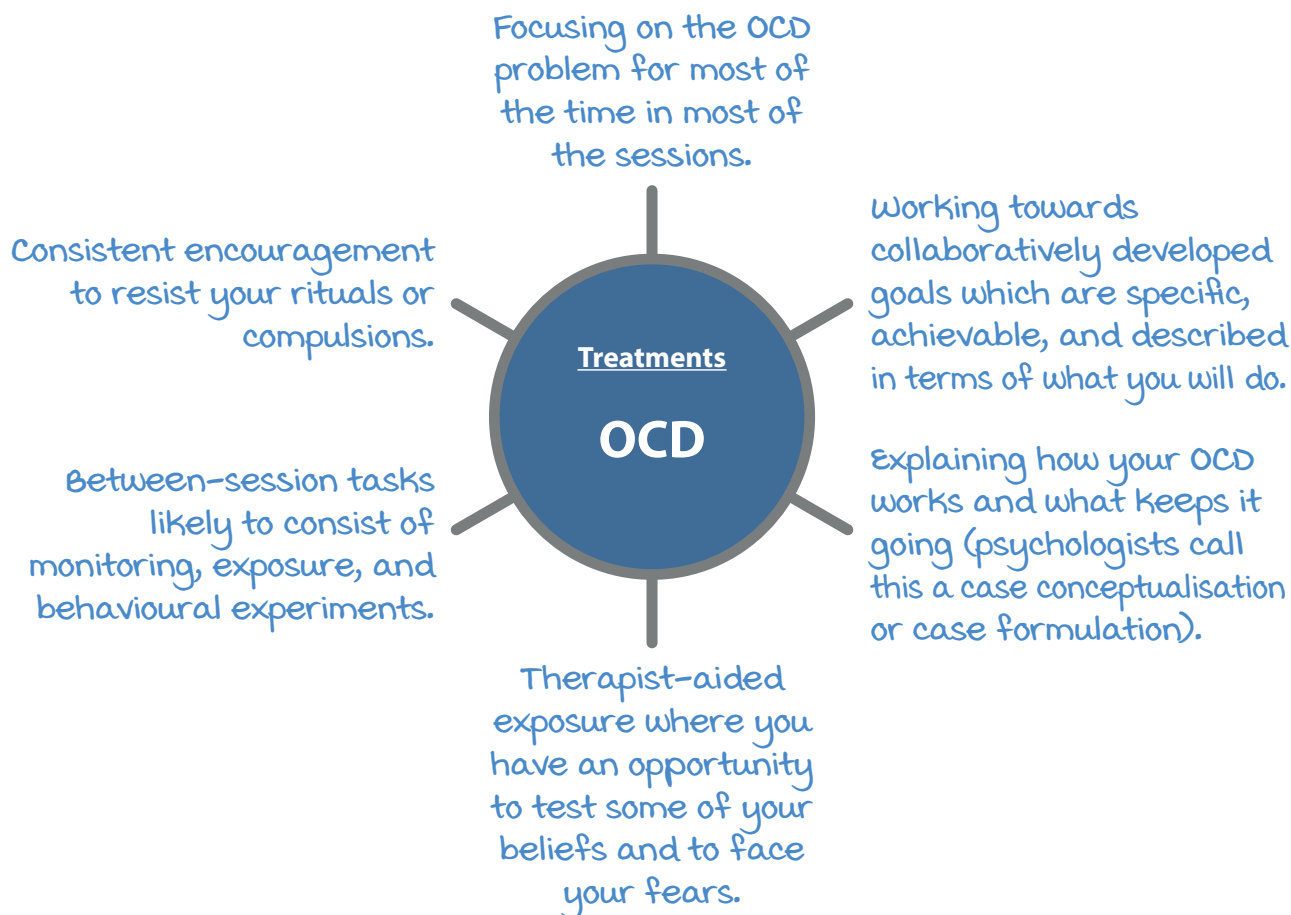 Focusing on the OCD
problem for most of
the time in most of
the sessions.
Working towards
collaboratively developed
goals which are specific,
achievable, and described
in terms of what you will do.
Explaining how your OCD
works and what keeps it
going (psychologists call
this a case conceptualisation
or case formulation).
Therapist-aided
exposure where you
have an opportunity
to test some of your
beliefs and to face
your fears.
Between-session tasks
likely to consist of
monitoring, exposure, and
behavioural experiments.
Consistent encouragement
to resist your rituals or
compulsions.
Treatments
OCD